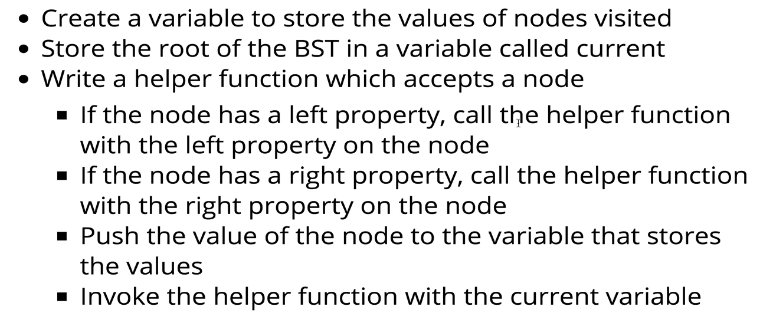 Create a variable to store the values of nodes visited
Store the root of the BST in a variable called current
Write a helper function which accepts a node
If the node has a left property, call the helper function
with the left property on the node
If the node has a right property, call the helper function
with the right property on the node
Push the value of the node to the variable that stores
the values
Invoke the helper function with the current variable